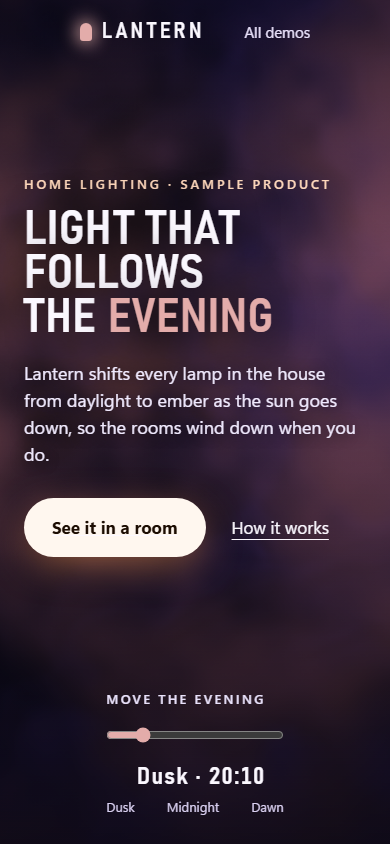 LANTERN All demos
HOME LIGHTING · SAMPLE PRODUCT
LIGHT THAT
FOLLOWS
THE EVENING
Lantern shifts every lamp in the house
from daylight to ember as the sun goes
down, so the rooms wind down when you
do.
See it in a room How it works
MOVE THE EVENING
Dusk · 20:10
Dusk Midnight Dawn